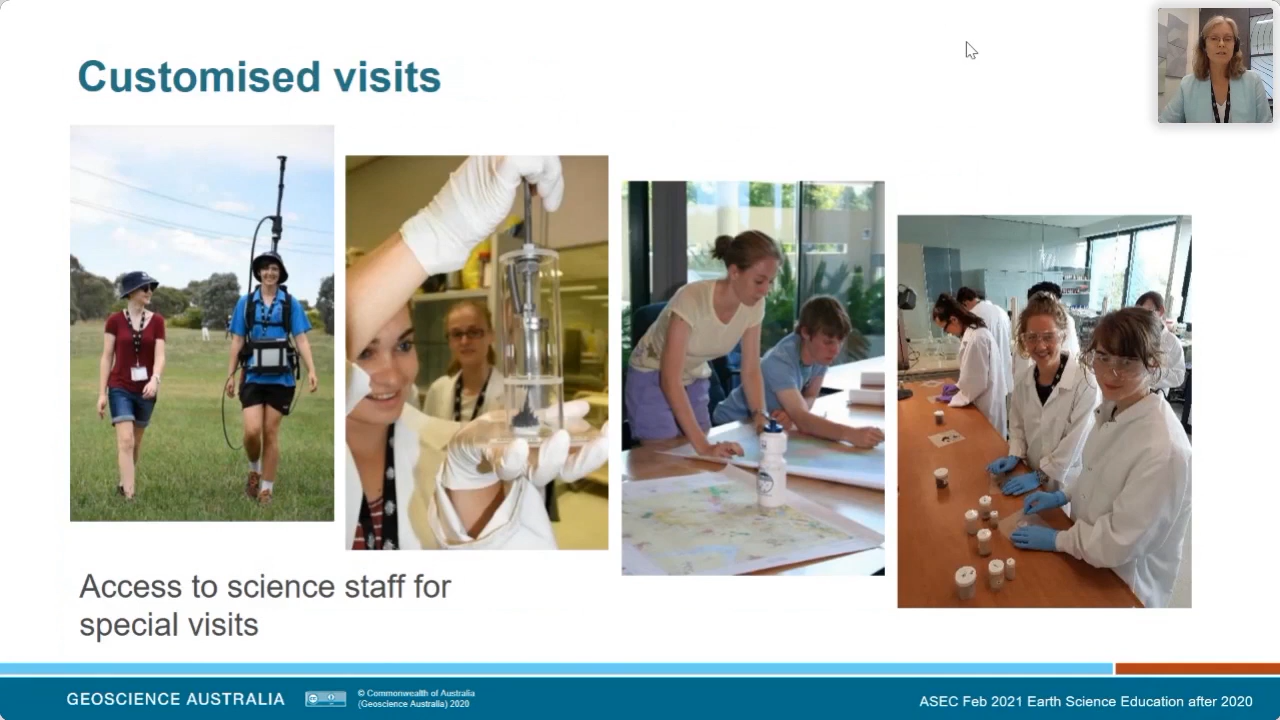 Customised visits
Access to science staff for
special visits
GEOSCIENCE AUSTRALIA
© Commonwealth of Australia
(Geoscience Australia) 2020
ASEC Feb 2021 Earth Science Education after 2020